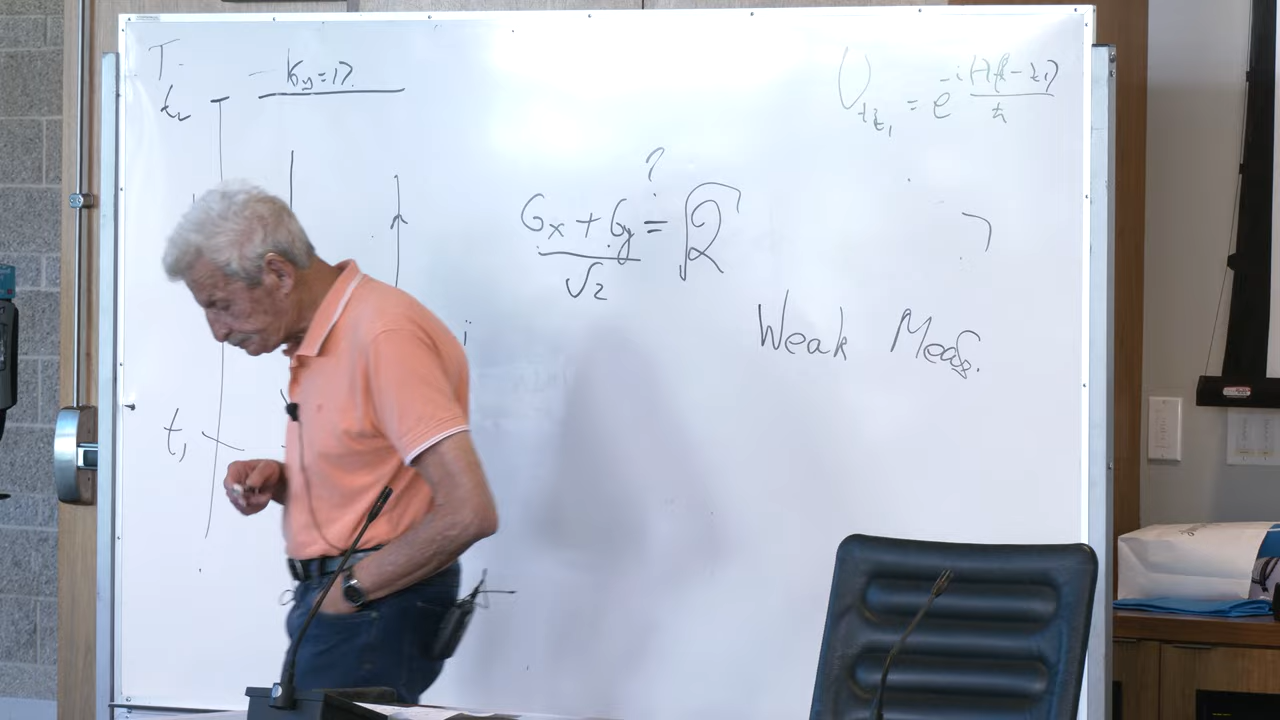 t₂
|σy=1⟩
U t₂t₁ = e^(-iH(t₂-t₁)/ħ)
?
(σx + σy)/√2 = √2
?
Weak Meas.
t₁